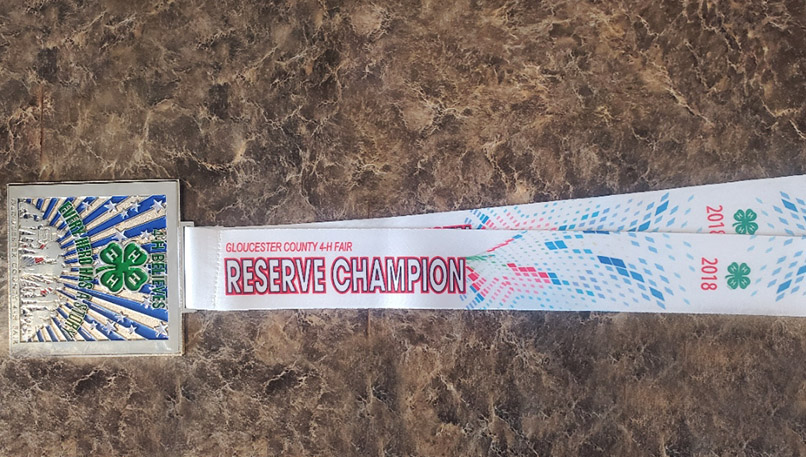 GLOUCESTER COUNTY 4-H FAIR
RESERVE CHAMPION
2018
2018
4-H BELIEVES
EVERY HERO HAS A STORY